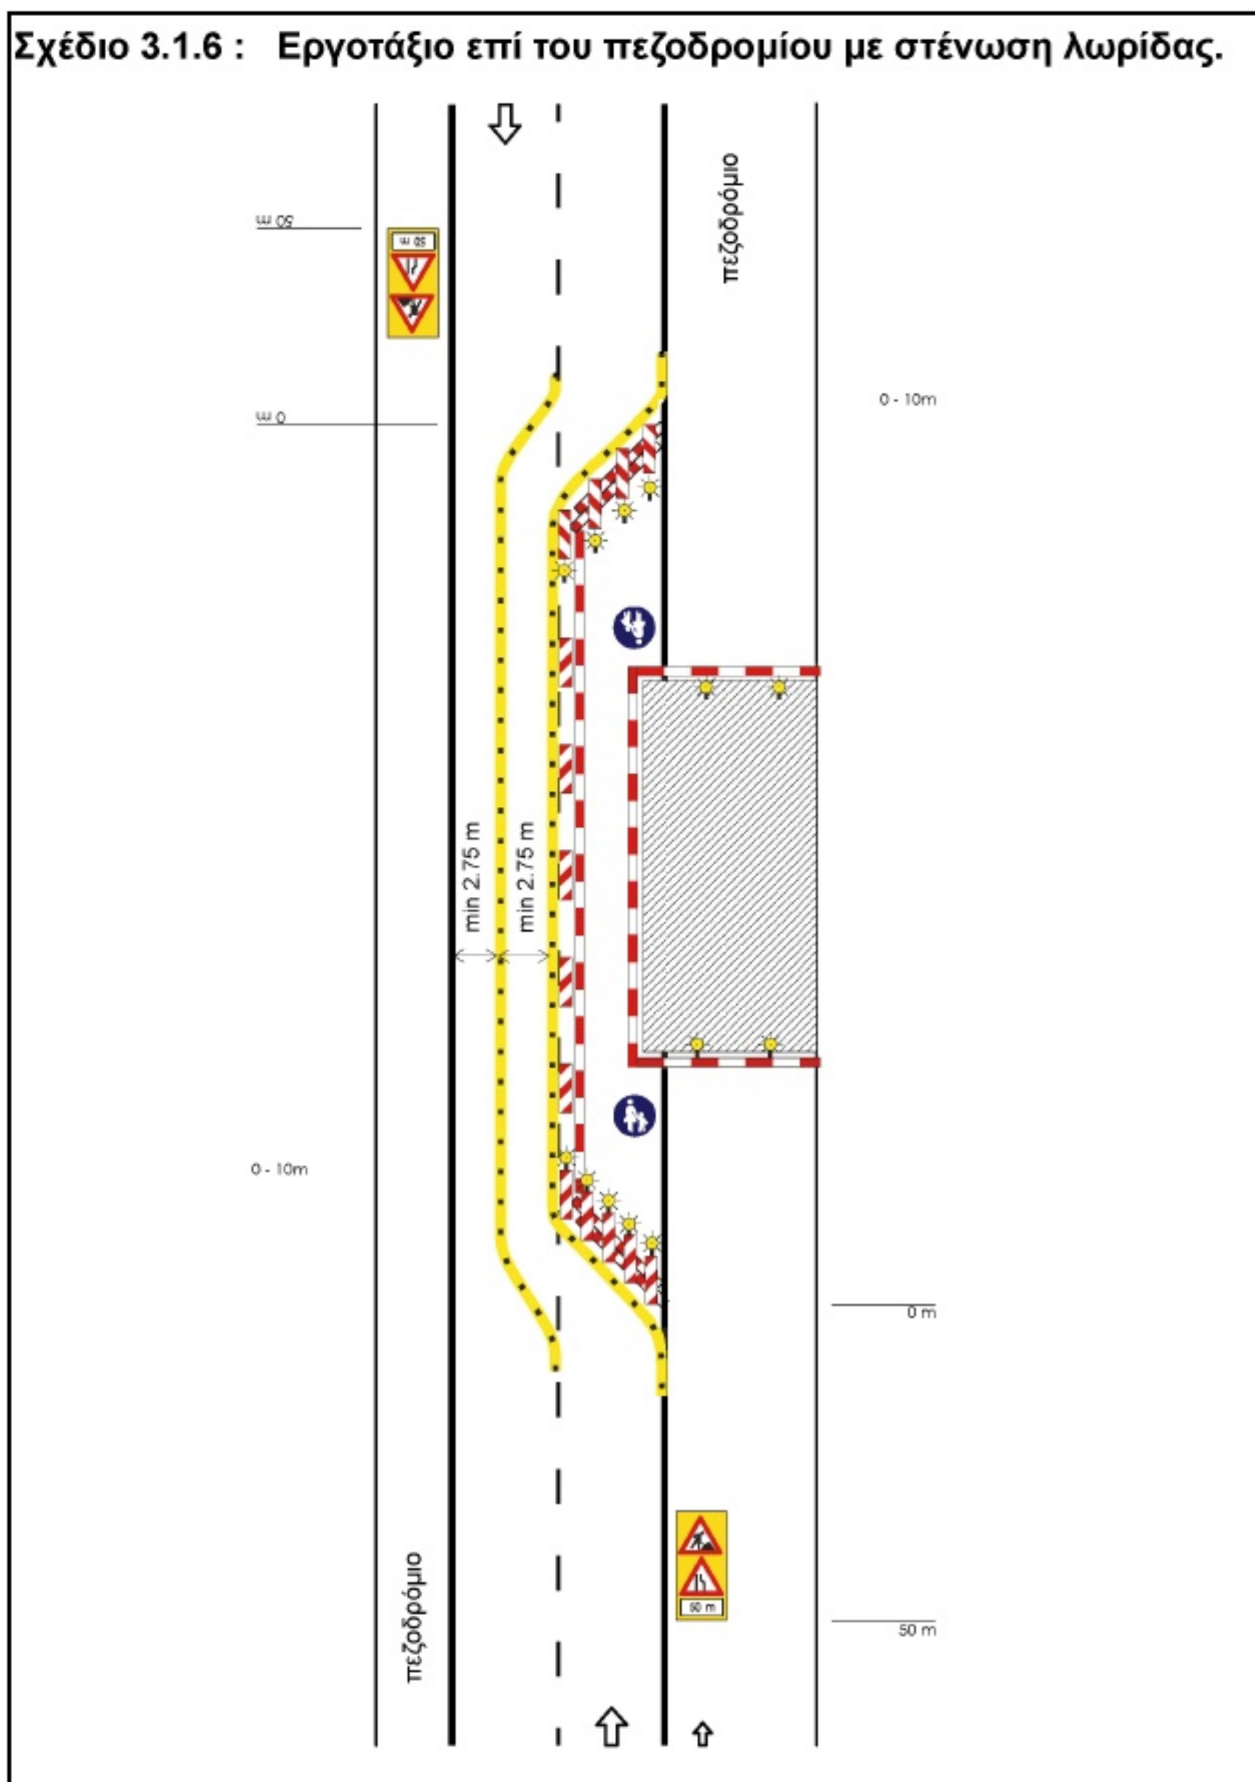 Σχέδιο 3.1.6 : Εργοτάξιο επί του πεζοδρομίου με στένωση λωρίδας.
πεζοδρόμιο
50 m
50 m
0 m
0 - 10m
min 2.75 m
min 2.75 m
0 - 10m
0 m
50 m
50 m
πεζοδρόμιο